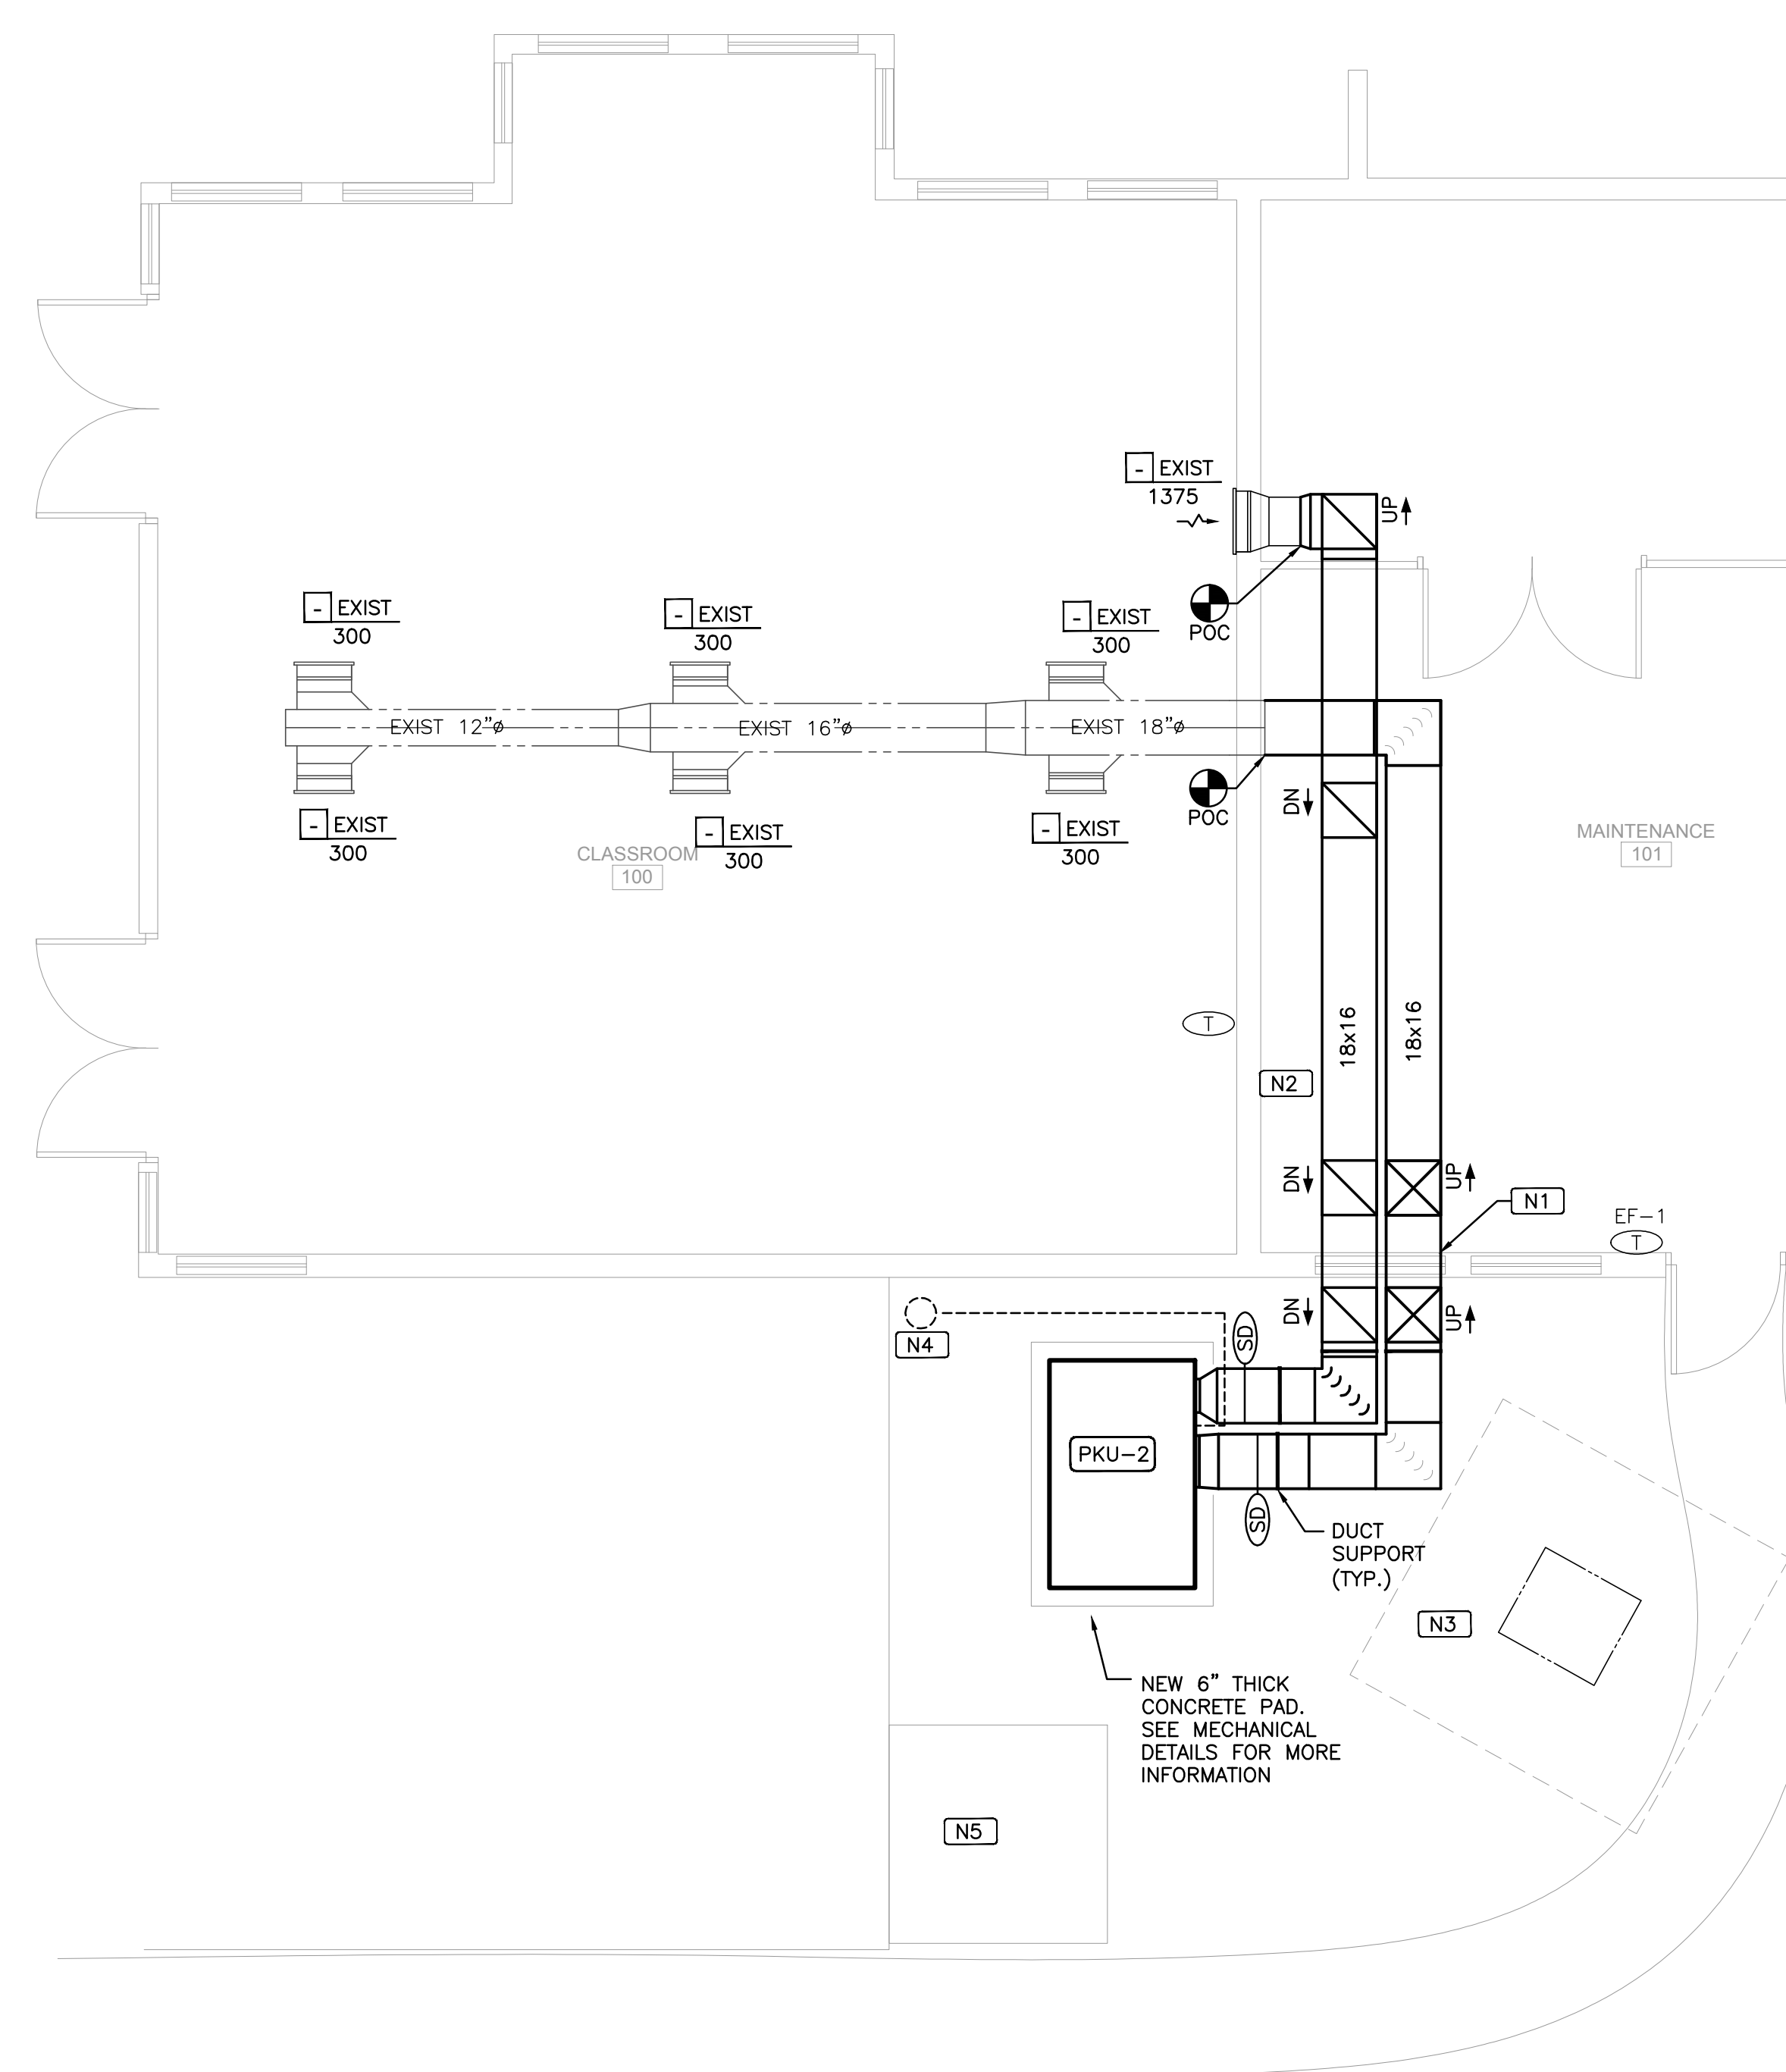 - EXIST
1375
UP
- EXIST
300
- EXIST
300
- EXIST
300
POC
EXIST 12"ø
EXIST 16"ø
EXIST 18"ø
POC
DN
- EXIST
300
- EXIST
300
- EXIST
300
CLASSROOM
100
MAINTENANCE
101
T
18x16
18x16
N2
DN
UP
N1
EF-1
T
DN
UP
N4
SD
PKU-2
SD
DUCT
SUPPORT
(TYP.)
N3
NEW 6" THICK
CONCRETE PAD.
SEE MECHANICAL
DETAILS FOR MORE
INFORMATION
N5